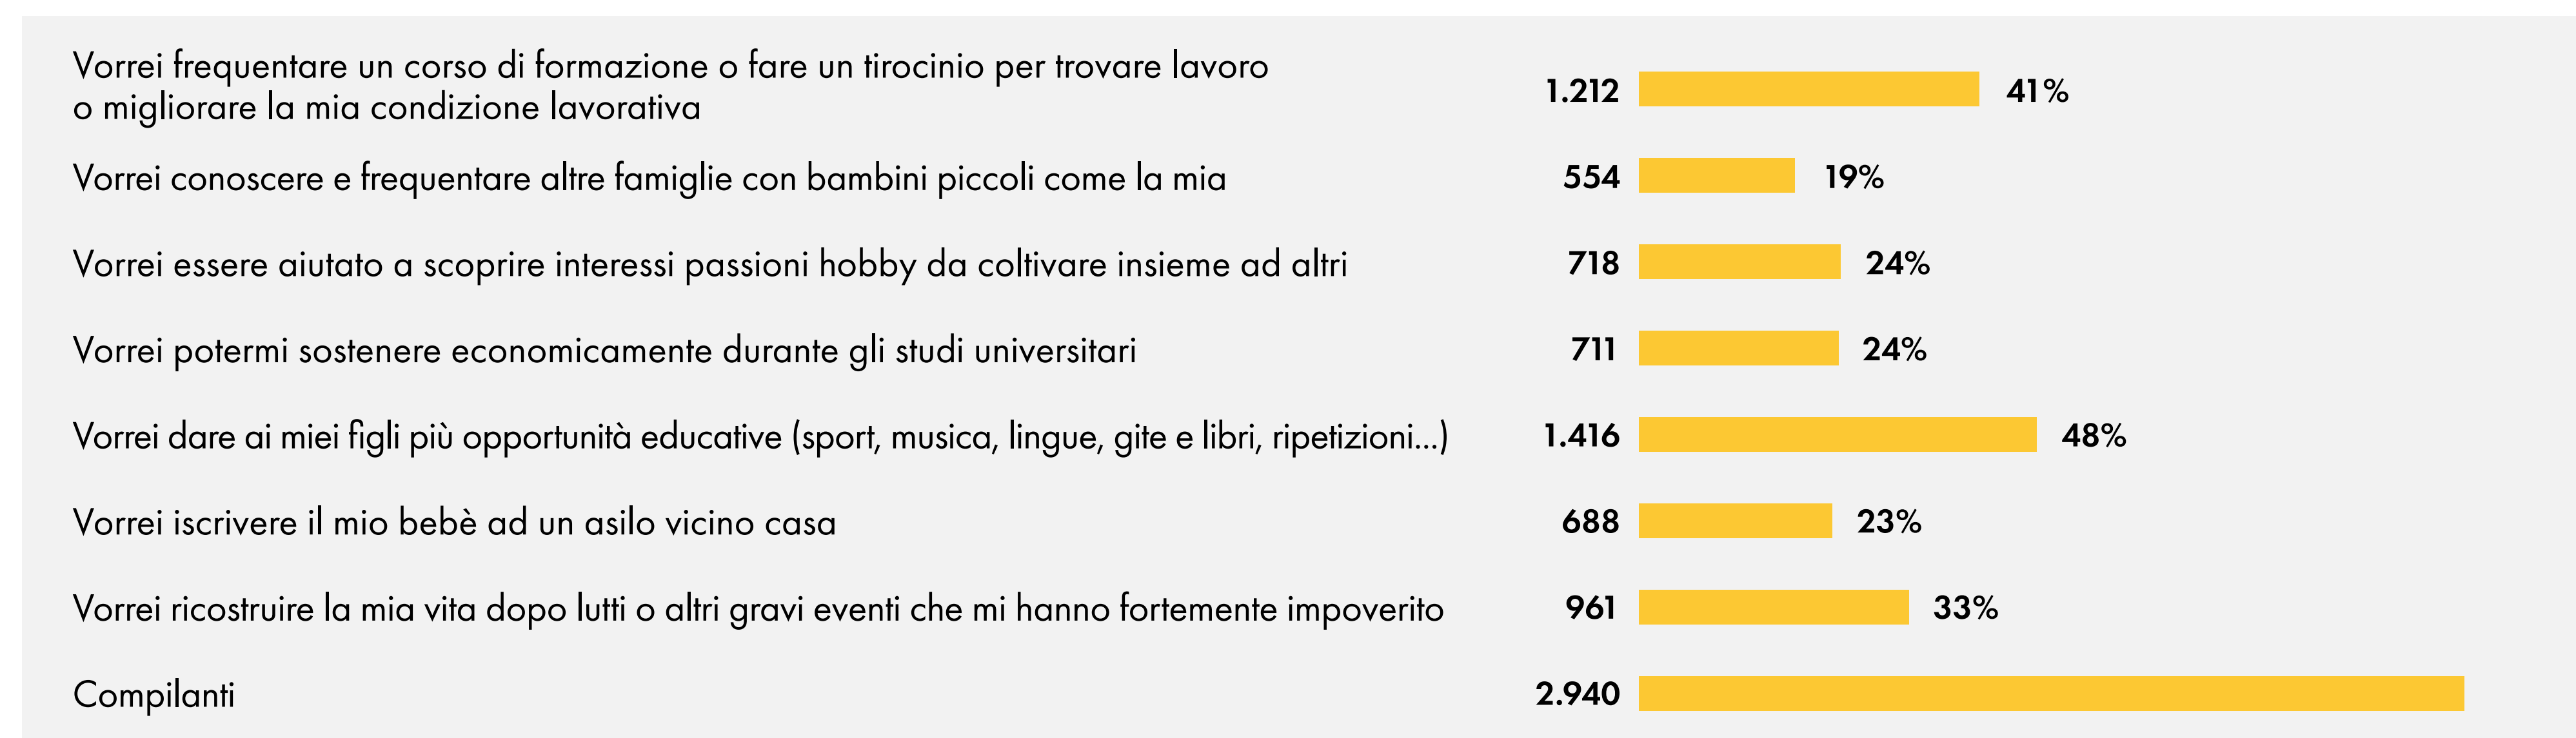 Vorrei frequentare un corso di formazione o fare un tirocinio per trovare lavoro
o migliorare la mia condizione lavorativa
1.212 41%
Vorrei conoscere e frequentare altre famiglie con bambini piccoli come la mia 554 19%
Vorrei essere aiutato a scoprire interessi passioni hobby da coltivare insieme ad altri 718 24%
Vorrei potermi sostenere economicamente durante gli studi universitari 711 24%
Vorrei dare ai miei figli più opportunità educative (sport, musica, lingue, gite e libri, ripetizioni...) 1.416 48%
Vorrei iscrivere il mio bebè ad un asilo vicino casa 688 23%
Vorrei ricostruire la mia vita dopo lutti o altri gravi eventi che mi hanno fortemente impoverito 961 33%
Compilanti 2.940